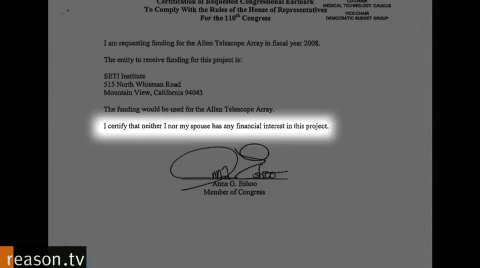 Certification of Requested Congressional Earmark
To Comply With the Rules of the House of Representatives
For the 110th Congress
CO-CHAIR
MEDICAL TECHNOLOGY CAUCUS
VICE-CHAIR
DEMOCRATIC BUDGET GROUP
I am requesting funding for the Allen Telescope Array in fiscal year 2008.
The entity to receive funding for this project is:
SETI Institute
515 North Whisman Road
Mountain View, California 94043
The funding would be used for the Allen Telescope Array.
I certify that neither I nor my spouse has any financial interest in this project.
Anna G. Eshoo
Anna G. Eshoo
Member of Congress
reason.tv